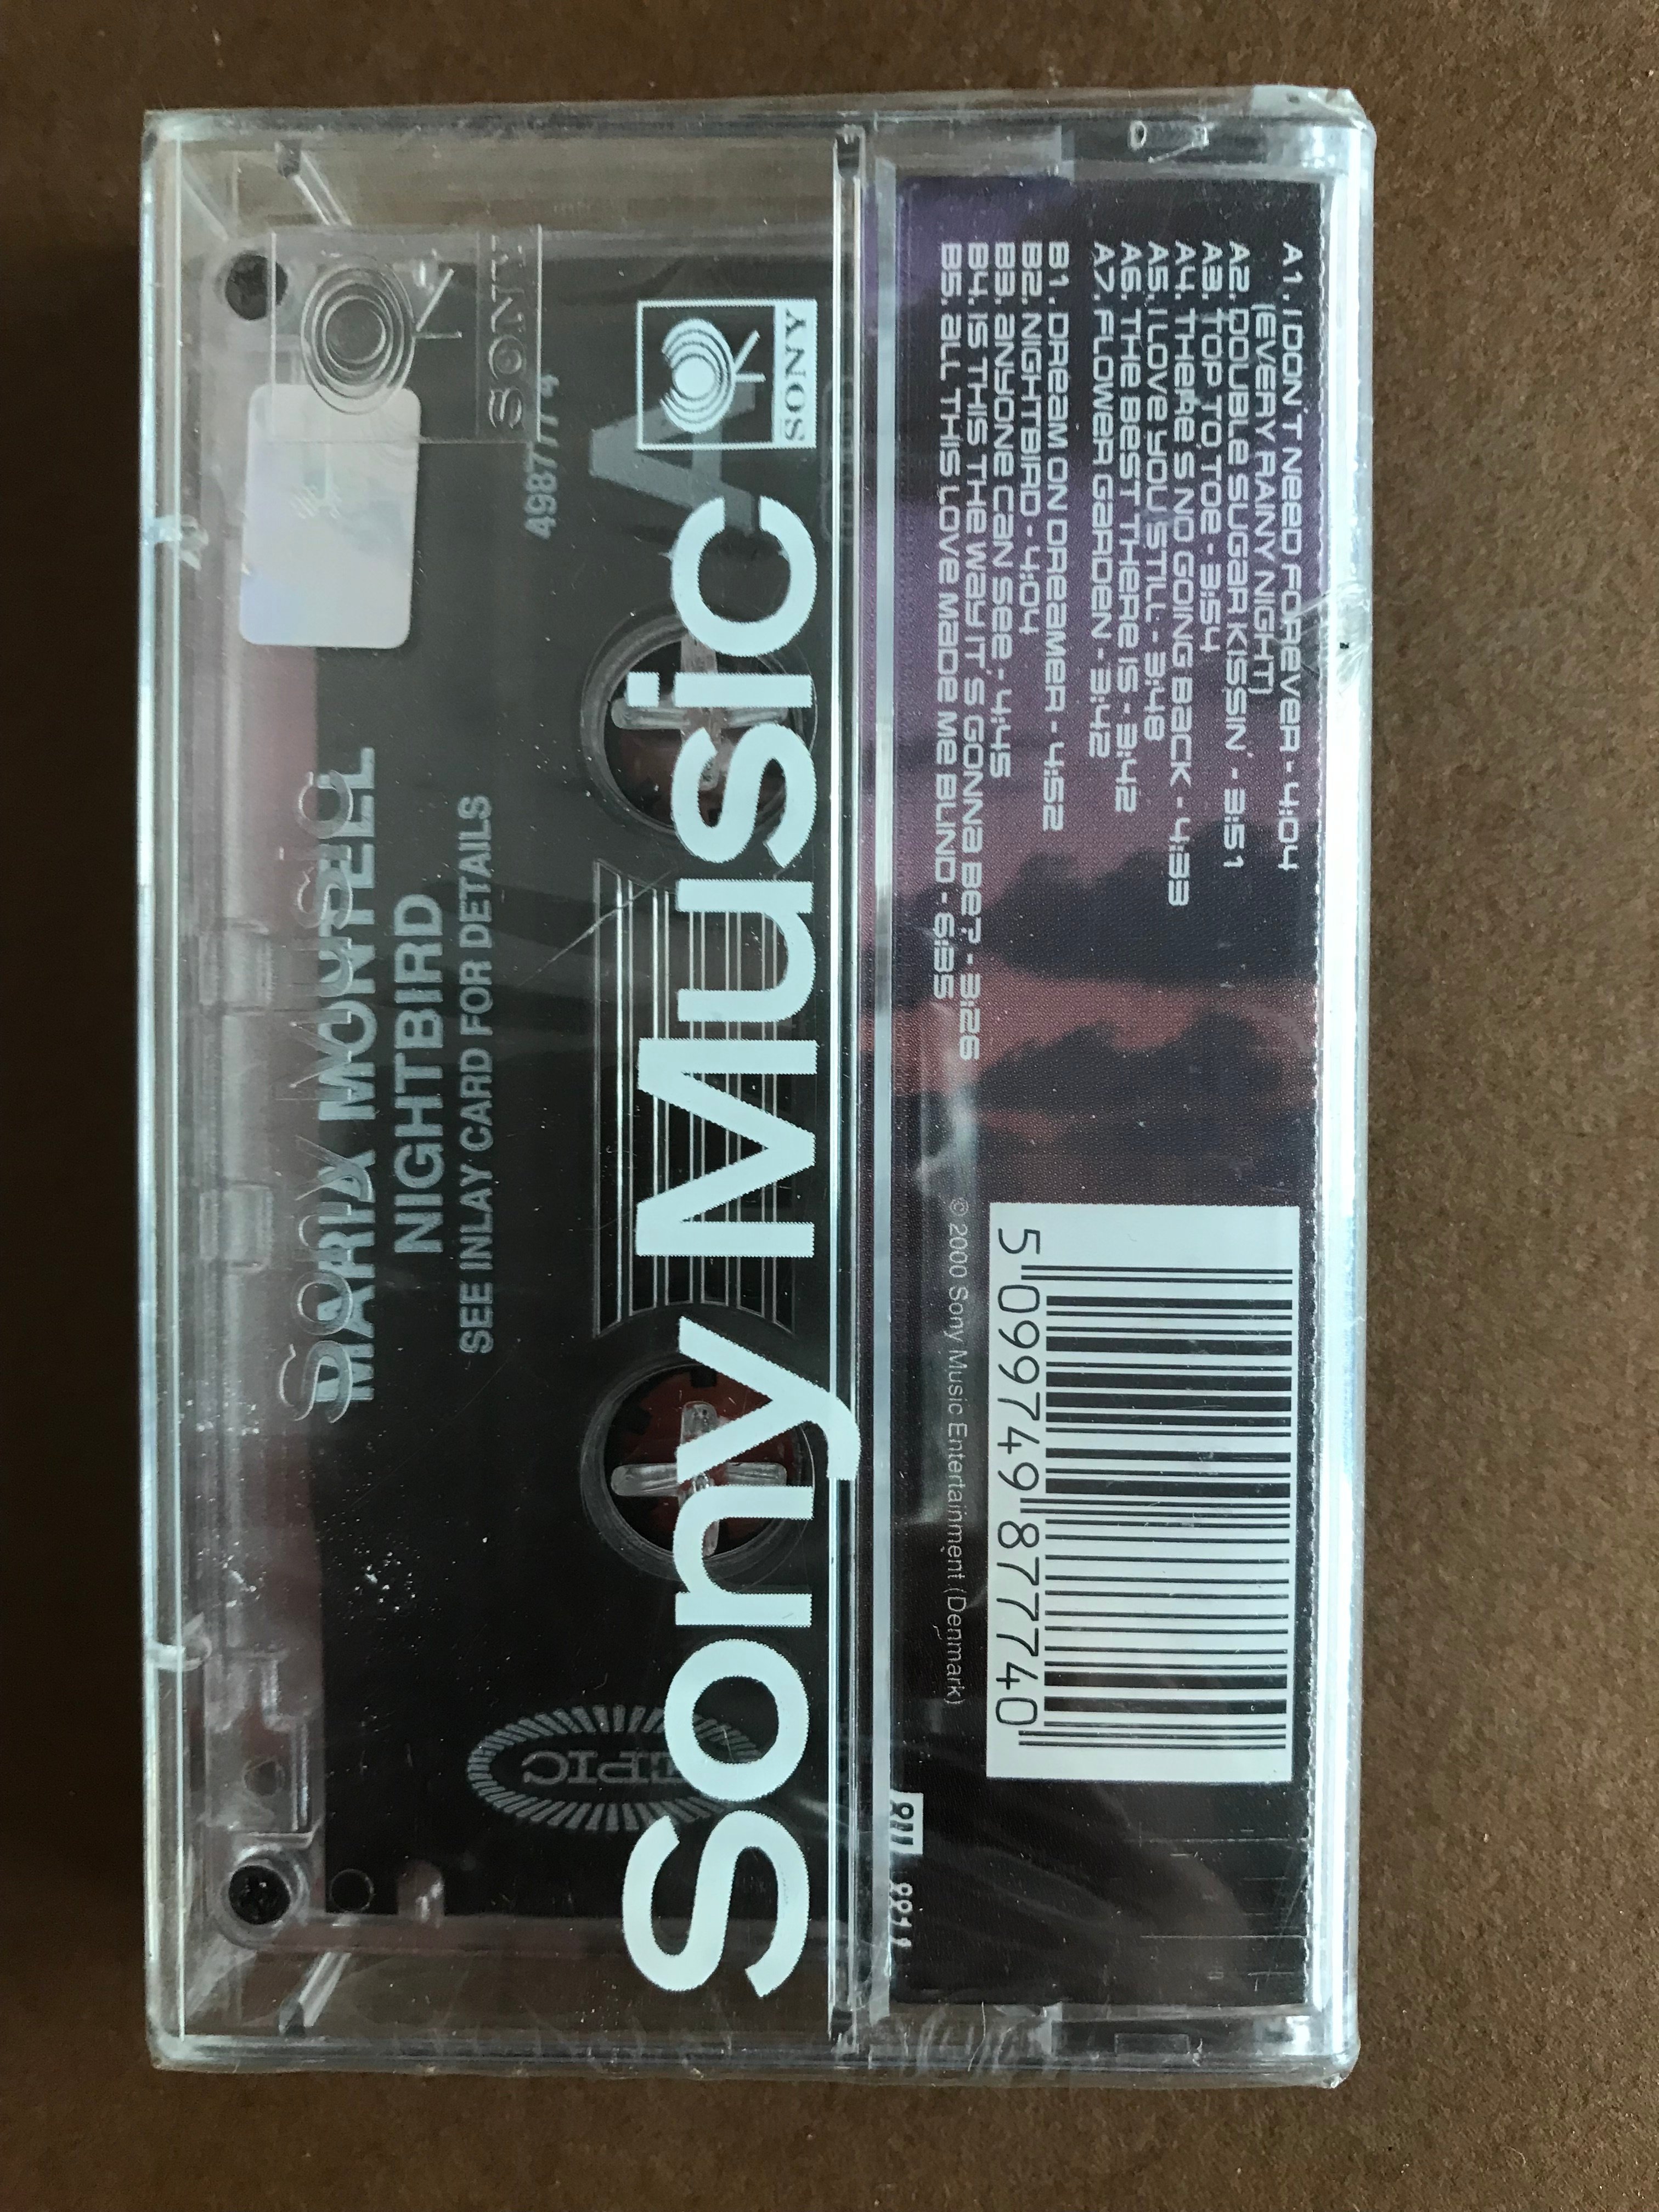 A1. I DON'T NEED FOREVER - 4:04
(EVERY RAINY NIGHT)
A2. DOUBLE SUGAR KISSIN' - 3:51
A3. TOP TO TOE - 3:54
A4. THERE'S NO GOING BACK - 4:33
A5. I LOVE YOU STILL - 3:48
A6. THE BEST THERE IS - 3:42
A7. FLOWER GARDEN - 3:42
B1. DREAM ON DREAMER - 4:52
B2. NIGHTBIRD - 4:04
B3. ANYONE CAN SEE - 4:45
B4. IS THIS THE WAY IT'S GONNA BE? - 3:26
B5. ALL THIS LOVE MADE ME BLIND - 6:35
5 099749 877740
© 2000 Sony Music Entertainment (Denmark)
SONY
Sony Music
A
498777 4
MARIA MONTELL
NIGHTBIRD
SEE INLAY CARD FOR DETAILS
EPIC
SONY
Sony Music